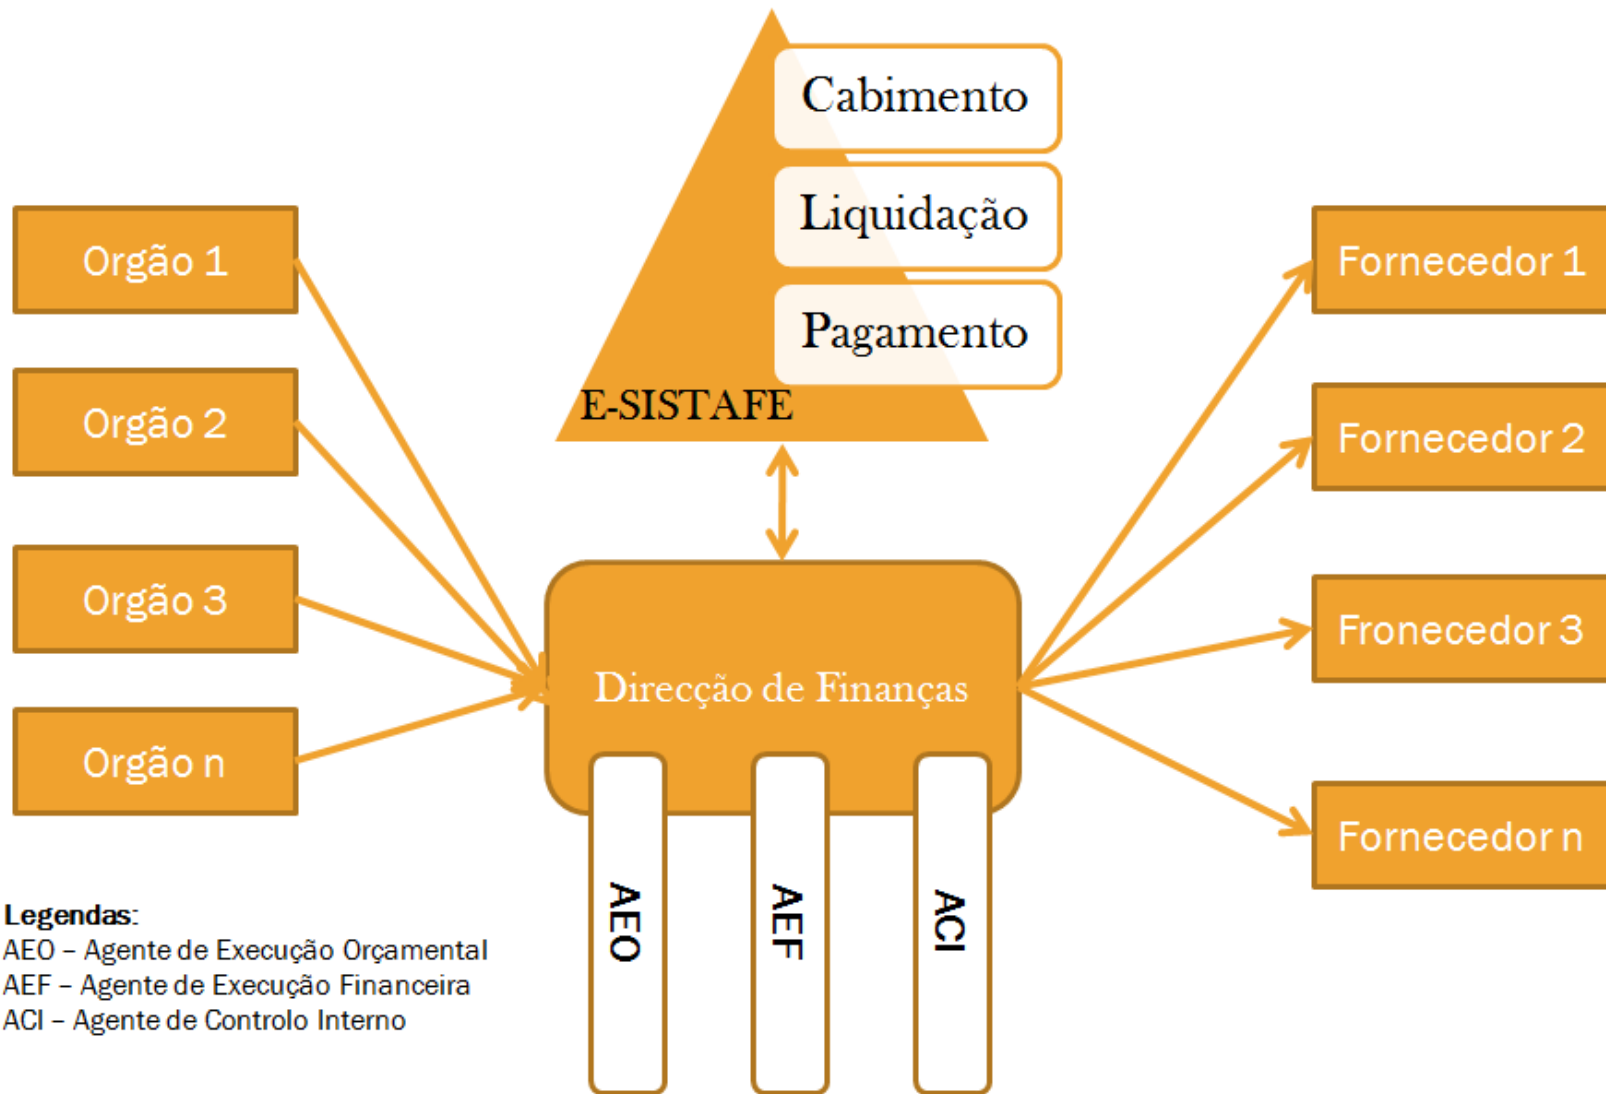 Cabimento
Liquidação
Pagamento
E-SISTAFE
Orgão 1
Orgão 2
Orgão 3
Orgão n
Direcção de Finanças
Fornecedor 1
Fornecedor 2
Fronecedor 3
Fornecedor n
AEO
AEF
ACI
Legendas:
AEO – Agente de Execução Orçamental
AEF – Agente de Execução Financeira
ACI – Agente de Controlo Interno